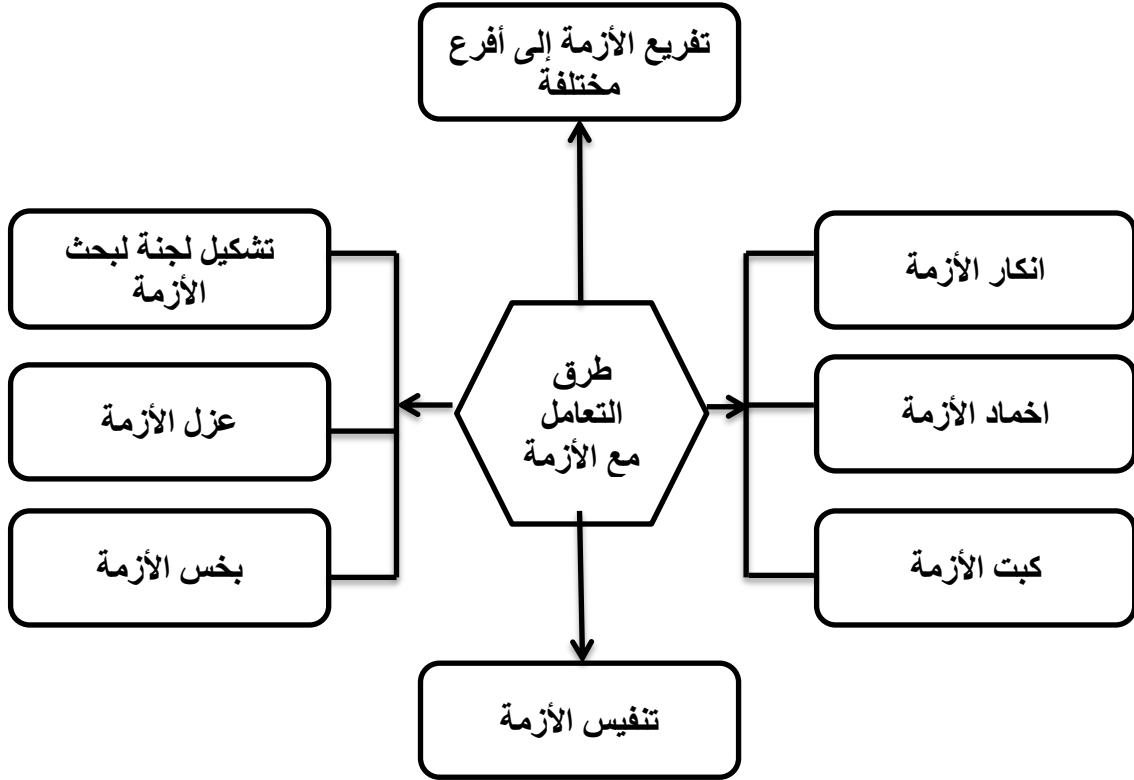 تفريع الأزمة إلى أفرع
مختلفة
انكار الأزمة
تشكيل لجنة لبحث
الأزمة
طرق
التعامل
مع الأزمة
اخماد الأزمة
عزل الأزمة
كبت الأزمة
بخس الأزمة
تنفيس الأزمة